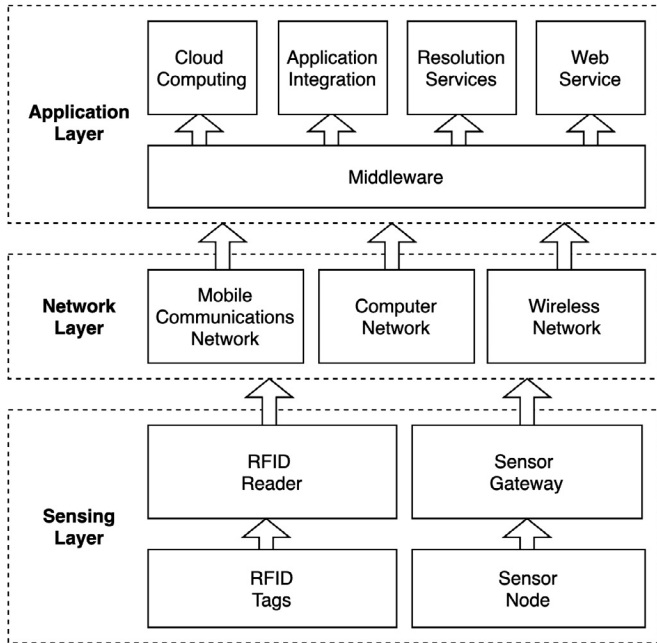 Cloud
Computing
Application
Integration
Resolution
Services
Web
Service
Application
Layer
Middleware
Network
Layer
Mobile
Communications
Network
Computer
Network
Wireless
Network
Sensing
Layer
RFID
Reader
Sensor
Gateway
RFID
Tags
Sensor
Node